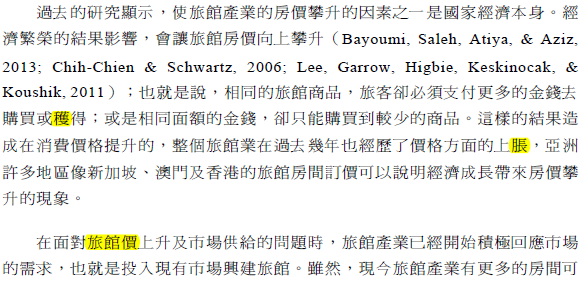 過去的研究顯示，使旅館產業的房價攀升的因素之一是國家經濟本身。經
濟繁榮的結果影響，會讓旅館房價向上攀升（Bayoumi, Saleh, Atiya, & Aziz,
2013; Chih-Chien & Schwartz, 2006; Lee, Garrow, Higbie, Keskinocak, &
Koushik, 2011）；也就是說，相同的旅館商品，旅客卻必須支付更多的金錢去
購買或獲得；或是相同面額的金錢，卻只能購買到較少的商品。這樣的結果造
成在消費價格提升的，整個旅館業在過去幾年也經歷了價格方面的上脹，亞洲
許多地區像新加坡、澳門及香港的旅館房間訂價可以說明經濟成長帶來房價攀
升的現象。
在面對旅館價上升及市場供給的問題時，旅館產業已經開始積極回應市場
的需求，也就是投入現有市場興建旅館。雖然，現今旅館產業有更多的房間可